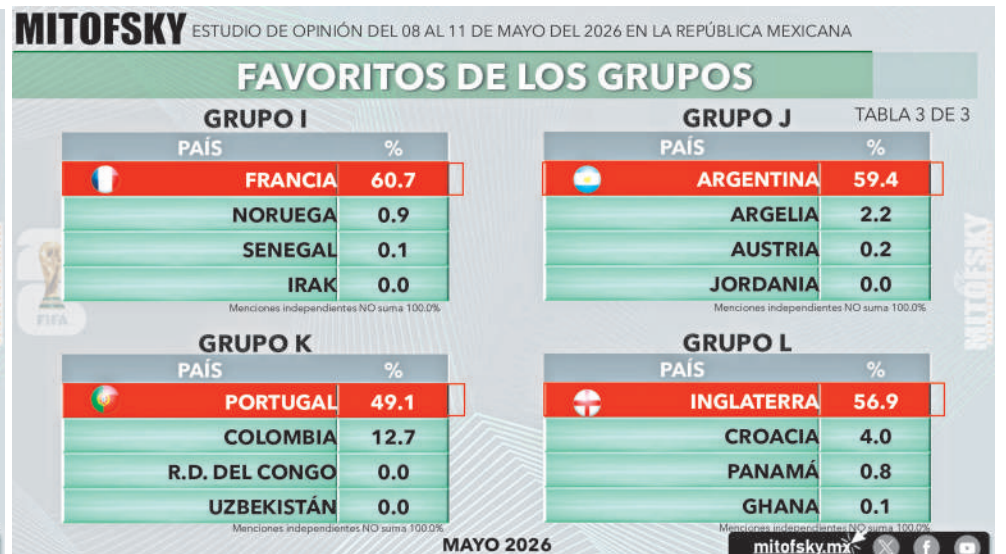 MITOFSKY ESTUDIO DE OPINIÓN DEL 08 AL 11 DE MAYO DEL 2026 EN LA REPÚBLICA MEXICANA
FAVORITOS DE LOS GRUPOS
TABLA 3 DE 3
GRUPO I
PAÍS %
FRANCIA 60.7
NORUEGA 0.9
SENEGAL 0.1
IRAK 0.0
Menciones independientes NO suma 100.0%
GRUPO J
PAÍS %
ARGENTINA 59.4
ARGELIA 2.2
AUSTRIA 0.2
JORDANIA 0.0
Menciones independientes NO suma 100.0%
GRUPO K
PAÍS %
PORTUGAL 49.1
COLOMBIA 12.7
R.D. DEL CONGO 0.0
UZBEKISTÁN 0.0
Menciones independientes NO suma 100.0%
GRUPO L
PAÍS %
INGLATERRA 56.9
CROACIA 4.0
PANAMÁ 0.8
GHANA 0.1
Menciones independientes NO suma 100.0%
FIFA
MITOFSKY
MAYO 2026
mitofsky.mx